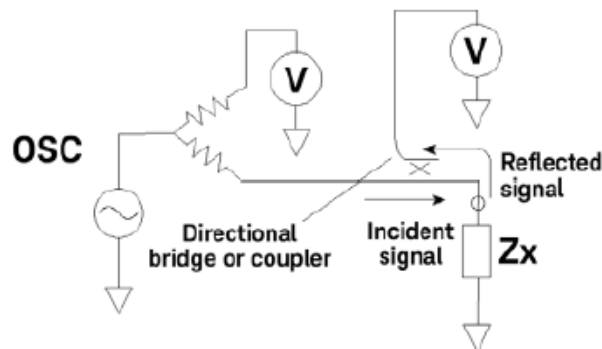 V
V
OSC
Reflected
signal
Directional
bridge or coupler
Incident
signal
Zx